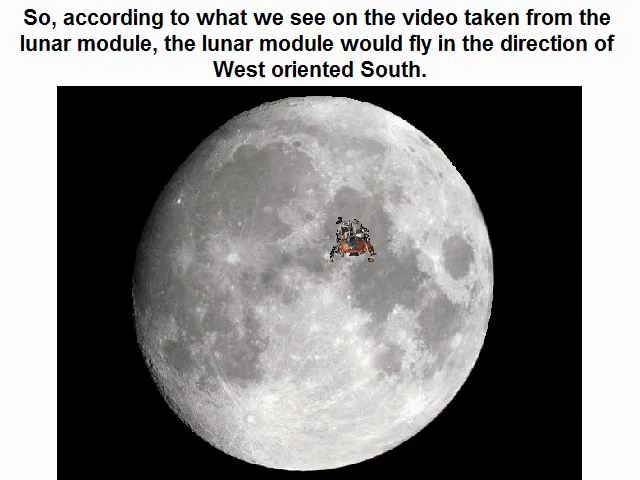 So, according to what we see on the video taken from the
lunar module, the lunar module would fly in the direction of
West oriented South.